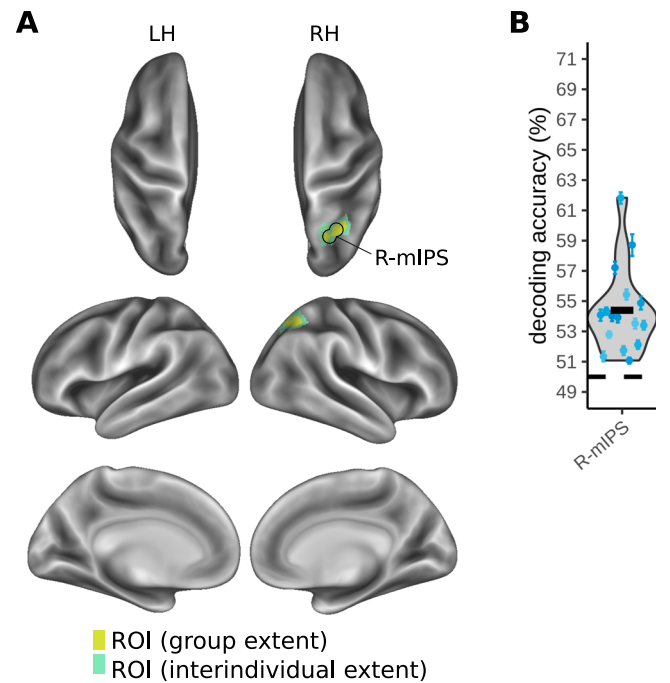 A
LH
RH
R-mIPS
ROI (group extent)
ROI (interindividual extent)
B
decoding accuracy (%)
71
69
67
65
63
61
59
57
55
53
51
49
R-mIPS